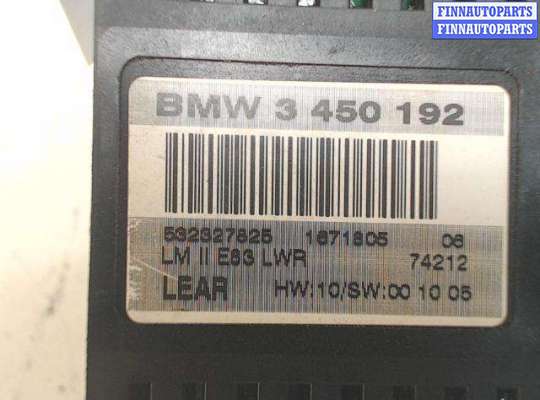 FINNAUTOPARTS
FINNAUTOPARTS
BMW 3 450 192
532327825 1671805 06
LM II E83 LWR 74212
LEAR HW:10/SW:00 10 05